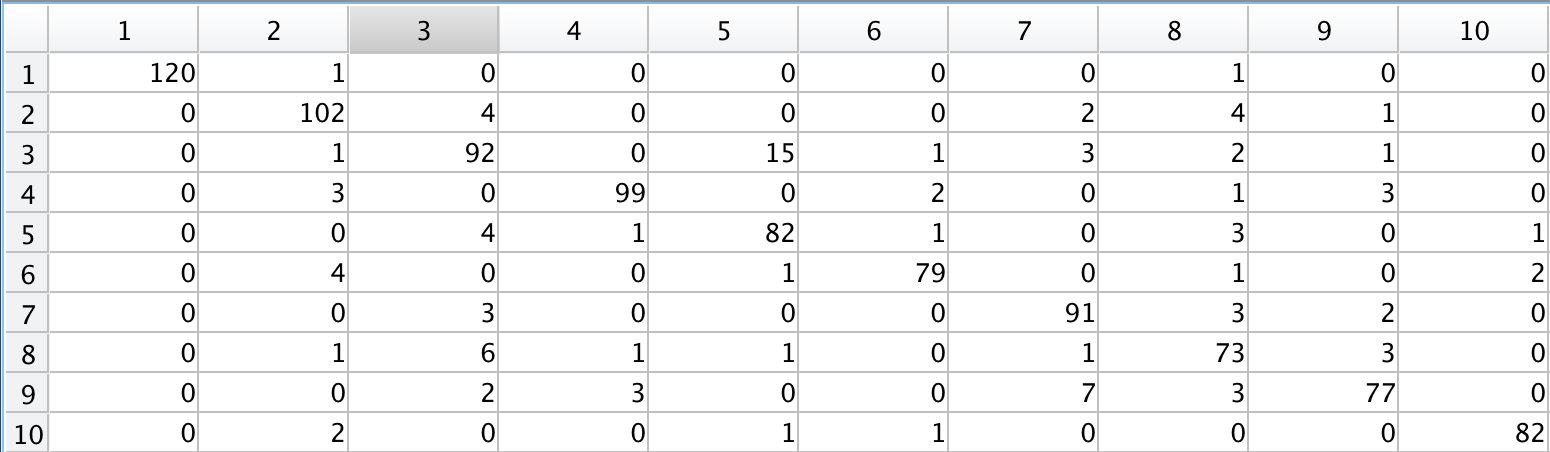 1 2 3 4 5 6 7 8 9 10
1 120 1 0 0 0 0 0 1 0 0
2 0 102 4 0 0 0 2 4 1 0
3 0 1 92 0 15 1 3 2 1 0
4 0 3 0 99 0 2 0 1 3 0
5 0 0 4 1 82 1 0 3 0 1
6 0 4 0 0 1 79 0 1 0 2
7 0 0 3 0 0 0 91 3 2 0
8 0 1 6 1 1 0 1 73 3 0
9 0 0 2 3 0 0 7 3 77 0
10 0 2 0 0 1 1 0 0 0 82